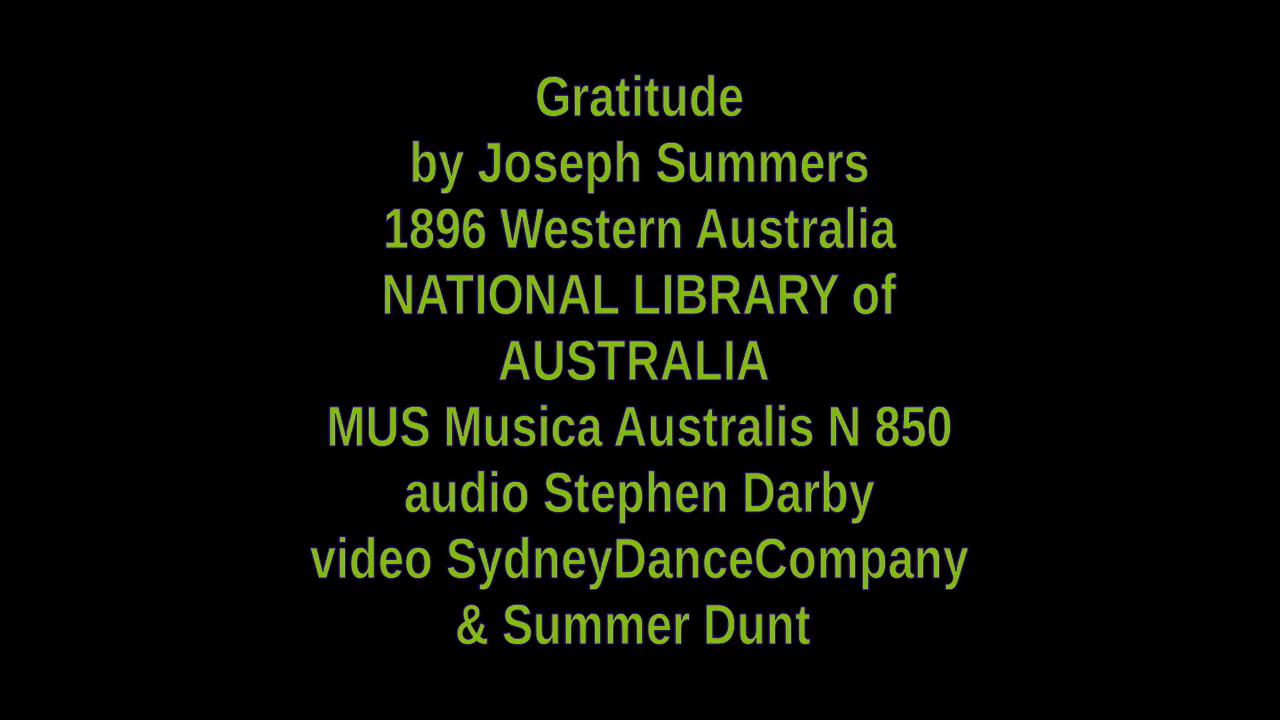 Gratitude
by Joseph Summers
1896 Western Australia
NATIONAL LIBRARY of
AUSTRALIA
MUS Musica Australis N 850
audio Stephen Darby
video SydneyDanceCompany
& Summer Dunt